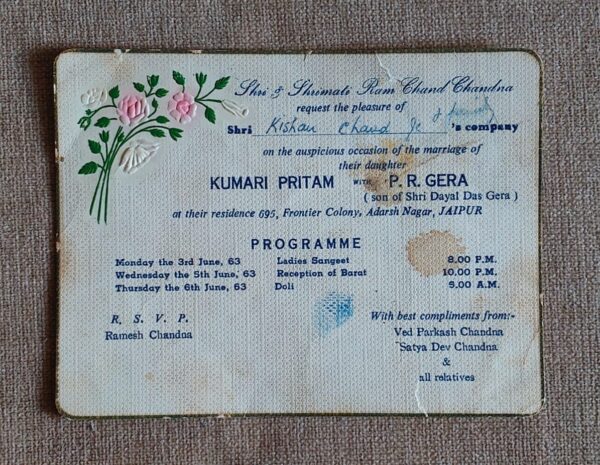 Shri & Shrimati Ram Chand Chandna
request the pleasure of
Shri Kishan Chand Je & family 's company
on the auspicious occasion of the marriage of
their daughter
KUMARI PRITAM WITH P. R. GERA
( son of Shri Dayal Das Gera )
at their residence 695, Frontier Colony, Adarsh Nagar, JAIPUR
PROGRAMME
Monday the 3rd June, 63 Ladies Sangeet 8.00 P.M.
Wednesday the 5th June, 63 Reception of Barat 10.00 P.M.
Thursday the 6th June, 63 Doli 5.00 A.M.
R. S. V. P.
Ramesh Chandna
With best compliments from:-
Ved Parkash Chandna
Satya Dev Chandna
&
all relatives